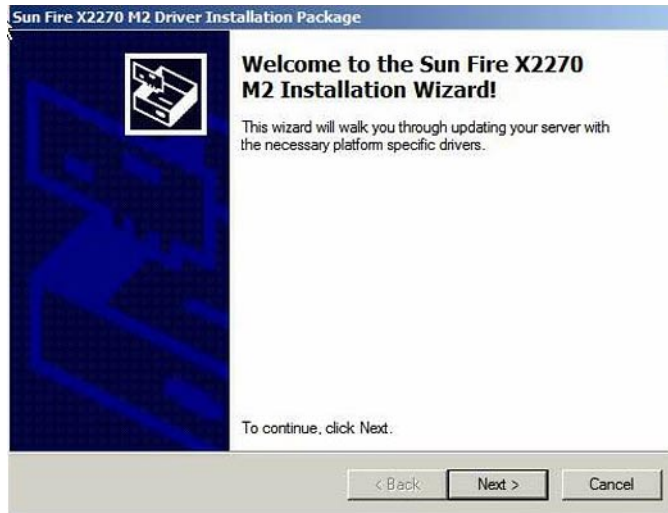 Sun Fire X2270 M2 Driver Installation Package
Welcome to the Sun Fire X2270
M2 Installation Wizard!
This wizard will walk you through updating your server with
the necessary platform specific drivers.
To continue, click Next.
< Back
Next >
Cancel